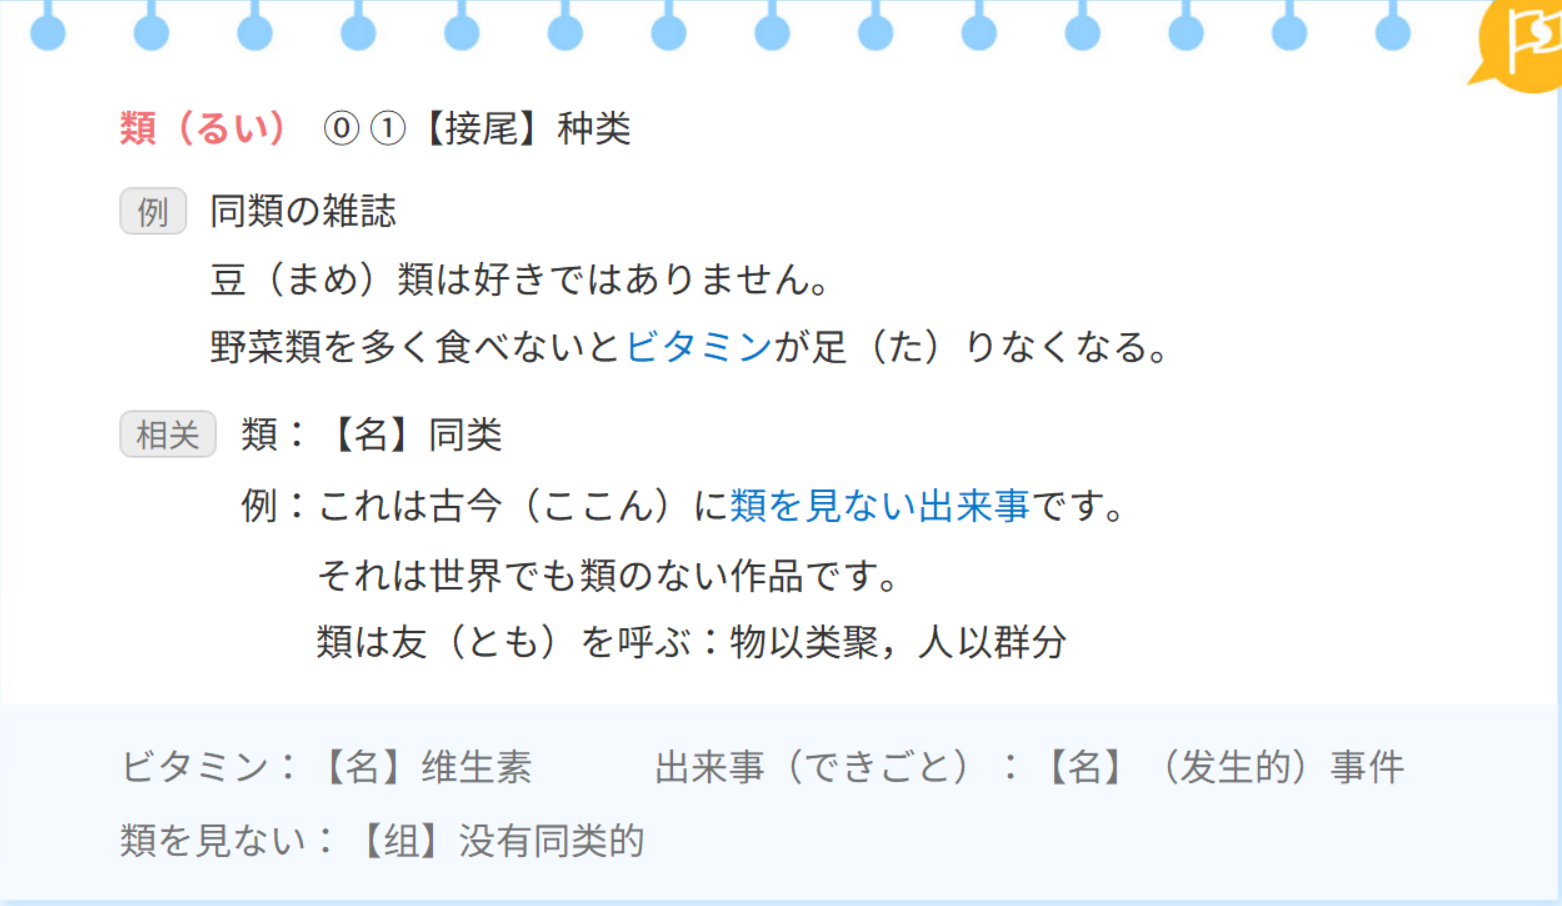 類（るい） ⓪ ①【接尾】种类
例 同類の雑誌
豆（まめ）類は好きではありません。
野菜類を多く食べないとビタミンが足（た）りなくなる。
相关 類：【名】同类
例：これは古今（ここん）に類を見ない出来事です。
それは世界でも類のない作品です。
類は友（とも）を呼ぶ：物以类聚，人以群分
ビタミン：【名】维生素 出来事（できごと）：【名】（发生的）事件
類を見ない：【组】没有同类的